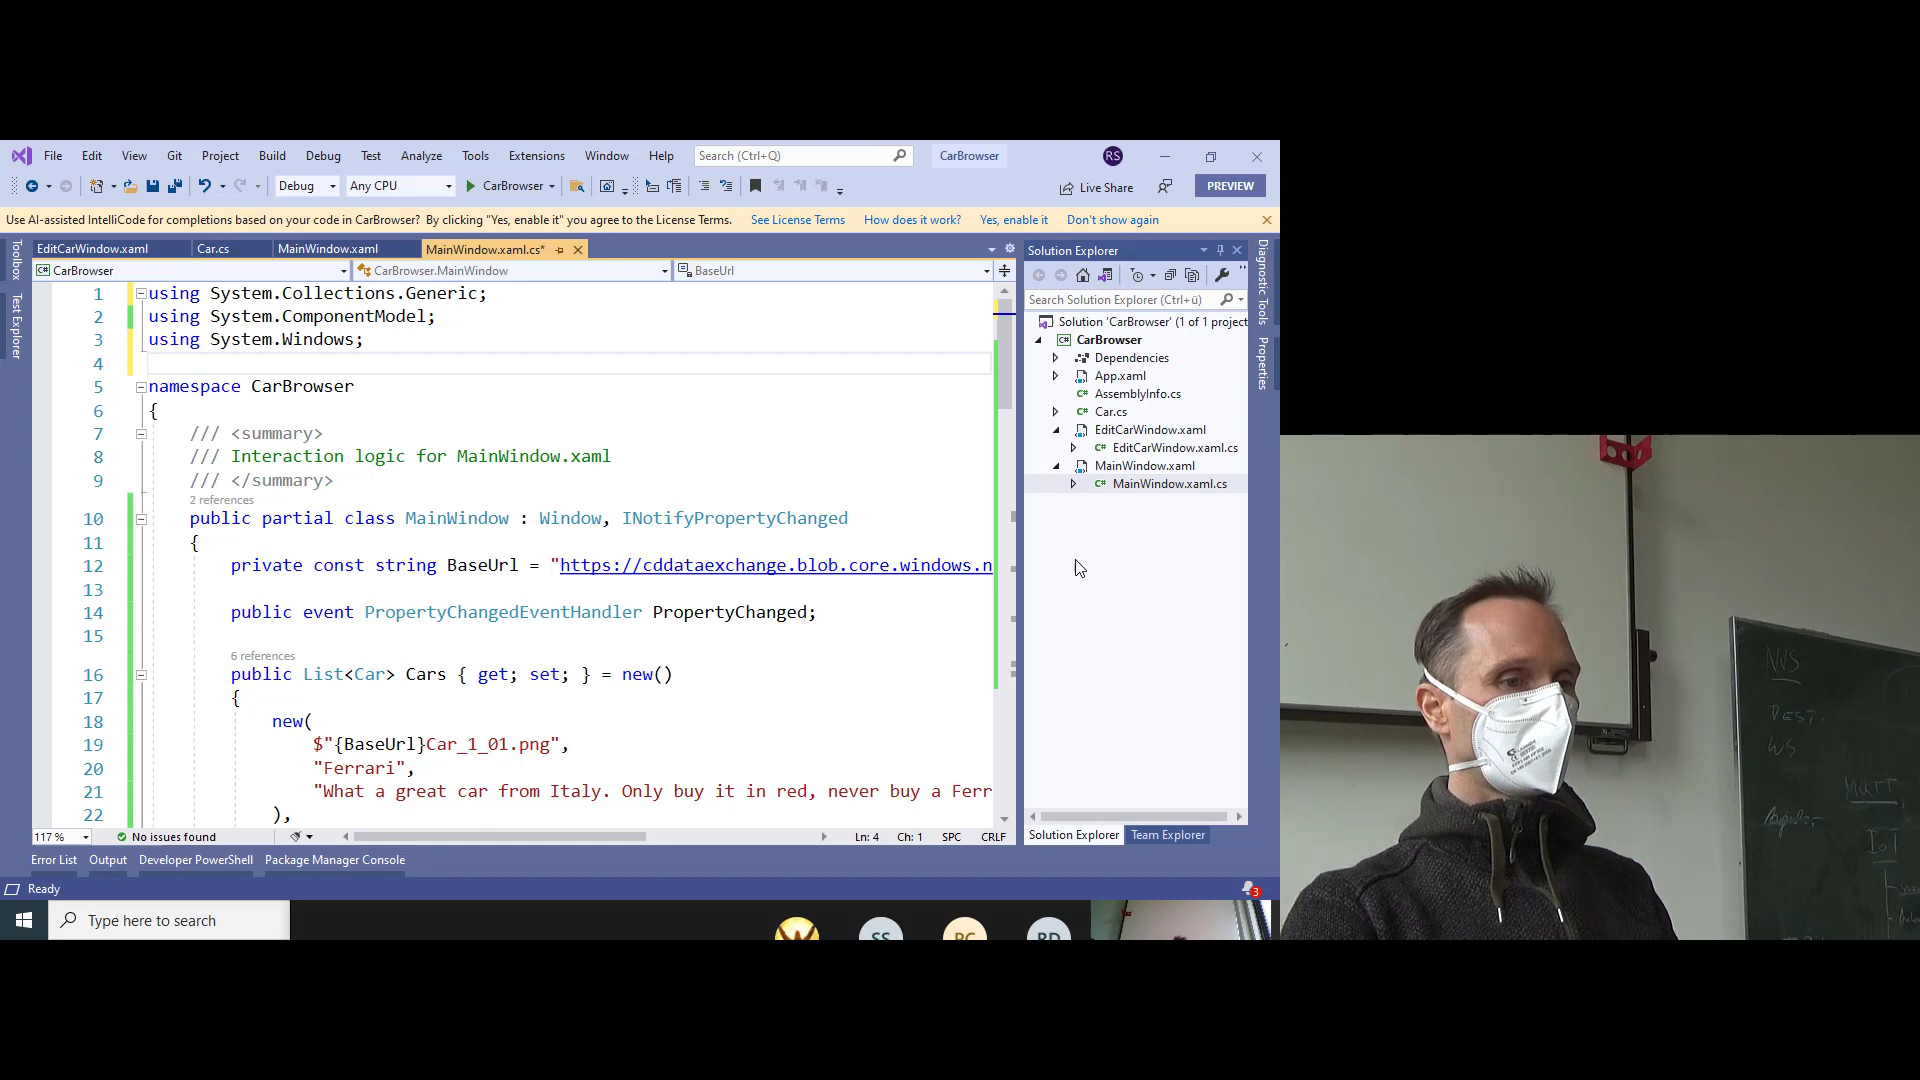 File Edit View Git Project Build Debug Test Analyze Tools Extensions Window Help Search (Ctrl+Q) CarBrowser RS
Debug Any CPU CarBrowser Live Share PREVIEW
Use AI-assisted IntelliCode for completions based on your code in CarBrowser? By clicking "Yes, enable it" you agree to the License Terms. See License Terms How does it work? Yes, enable it Don't show again
Toolbox
Test Explorer
EditCarWindow.xaml Car.cs MainWindow.xaml MainWindow.xaml.cs*
CarBrowser CarBrowser.MainWindow BaseUrl
1 using System.Collections.Generic;
2 using System.ComponentModel;
3 using System.Windows;
4
5 namespace CarBrowser
6 {
7 /// <summary>
8 /// Interaction logic for MainWindow.xaml
9 /// </summary>
2 references
10 public partial class MainWindow : Window, INotifyPropertyChanged
11 {
12 private const string BaseUrl = "https://cddataexchange.blob.core.windows.n
13
14 public event PropertyChangedEventHandler PropertyChanged;
15
6 references
16 public List<Car> Cars { get; set; } = new()
17 {
18 new(
19 $"{BaseUrl}Car_1_01.png",
20 "Ferrari",
21 "What a great car from Italy. Only buy it in red, never buy a Ferr
22 ),
117 % No issues found Ln: 4 Ch: 1 SPC CRLF
Solution Explorer
Search Solution Explorer (Ctrl+ü)
Solution 'CarBrowser' (1 of 1 project
CarBrowser
Dependencies
App.xaml
AssemblyInfo.cs
Car.cs
EditCarWindow.xaml
EditCarWindow.xaml.cs
MainWindow.xaml
MainWindow.xaml.cs
Solution Explorer Team Explorer
Diagnostic Tools
Properties
Error List Output Developer PowerShell Package Manager Console
Ready 3
Type here to search
SS
RD
NVS
WS
MQTT
IoT